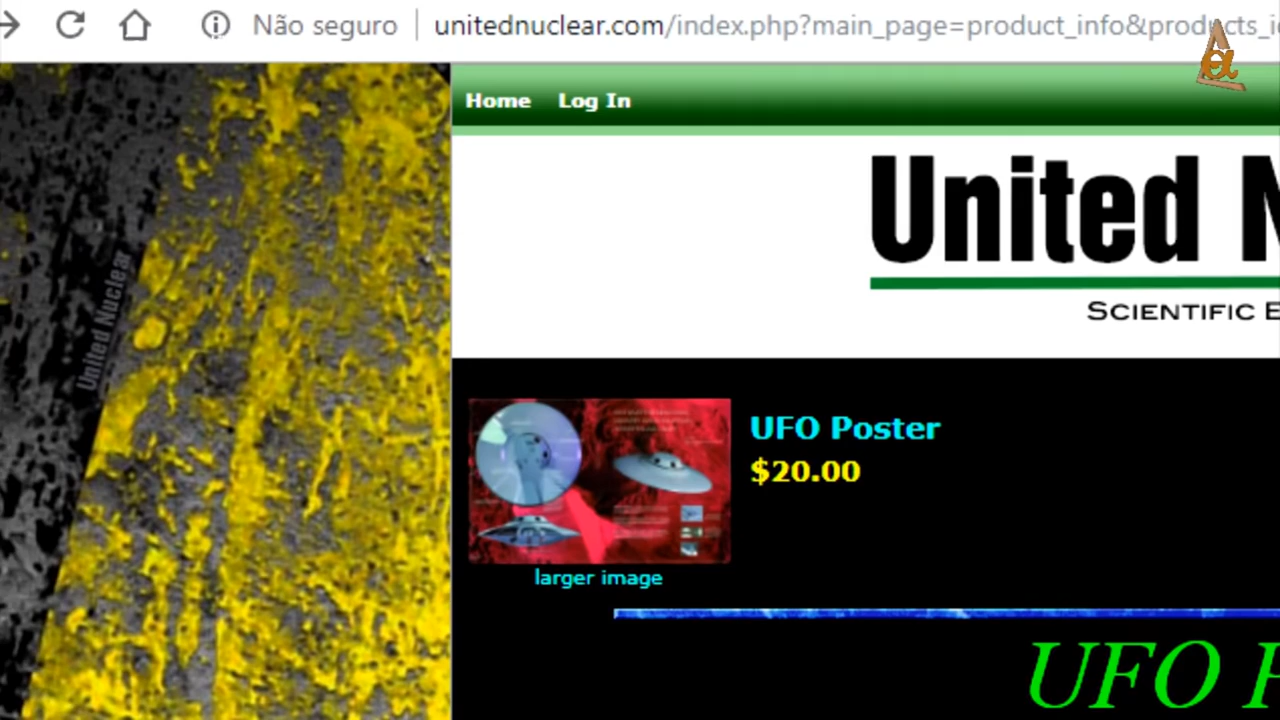 Não seguro
unitednuclear.com/index.php?main_page=product_info&products_i
Home Log In
United Nuclear
United N
SCIENTIFIC E
UFO Poster
$20.00
larger image
UFO P